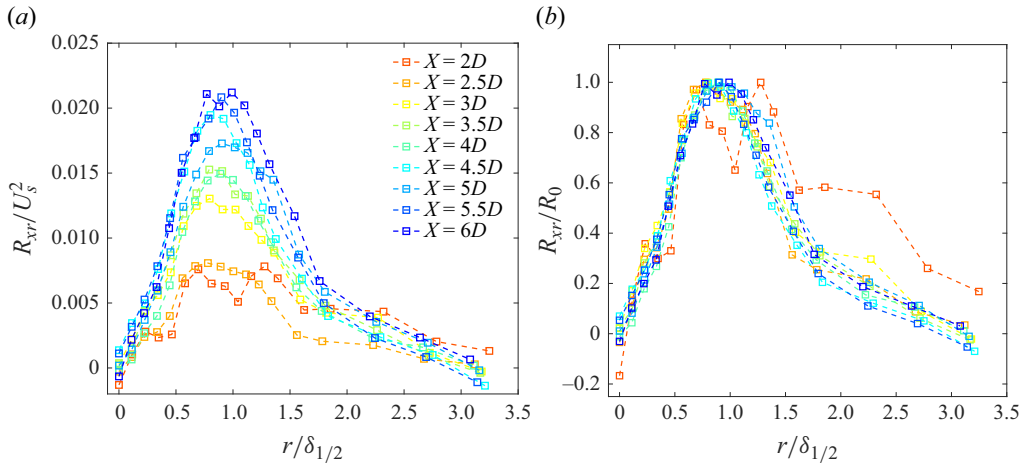 (a)
(b)
0.025
0.020
0.015
0.010
0.005
0
R_{xr}/U_s^2
X = 2D
X = 2.5D
X = 3D
X = 3.5D
X = 4D
X = 4.5D
X = 5D
X = 5.5D
X = 6D
0 0.5 1.0 1.5 2.0 2.5 3.0 3.5
r/δ_{1/2}
1.0
0.8
0.6
0.4
0.2
0
–0.2
R_{xr}/R_0
0 0.5 1.0 1.5 2.0 2.5 3.0 3.5
r/δ_{1/2}